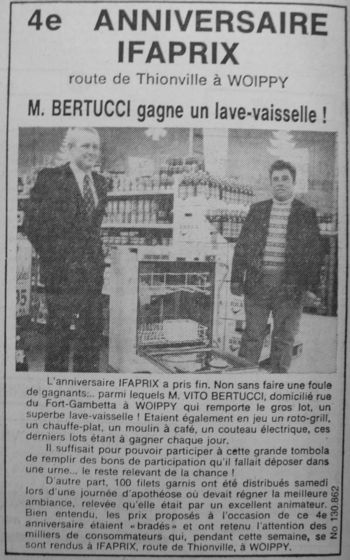 4e ANNIVERSAIRE
IFAPRIX
route de Thionville à WOIPPY
M. BERTUCCI gagne un lave-vaisselle !
L'anniversaire IFAPRIX a pris fin. Non sans faire une foule
de gagnants... parmi lequels M. VITO BERTUCCI, domicilié rue
du Fort-Gambetta à WOIPPY qui remporte le gros lot, un
superbe lave-vaisselle ! Etaient également en jeu un roto-grill,
un chauffe-plat, un moulin à café, un couteau électrique, ces
derniers lots étant à gagner chaque jour.
Il suffisait pour pouvoir participer à cette grande tombola
de remplir des bons de participation qu'il fallait déposer dans
une urne... le reste relevant de la chance !
D'autre part, 100 filets garnis ont été distribués samedi
lors d'une journée d'apothéose où devait régner la meilleure
ambiance, relevée qu'elle était par un excellent animateur.
Bien entendu, les prix proposés à l'occasion de ce 4e
anniversaire étaient « bradés » et ont retenu l'attention des
milliers de consommateurs qui, pendant cette semaine, se
sont rendus à IFAPRIX, route de Thionville, à WOIPPY.
No 130.862